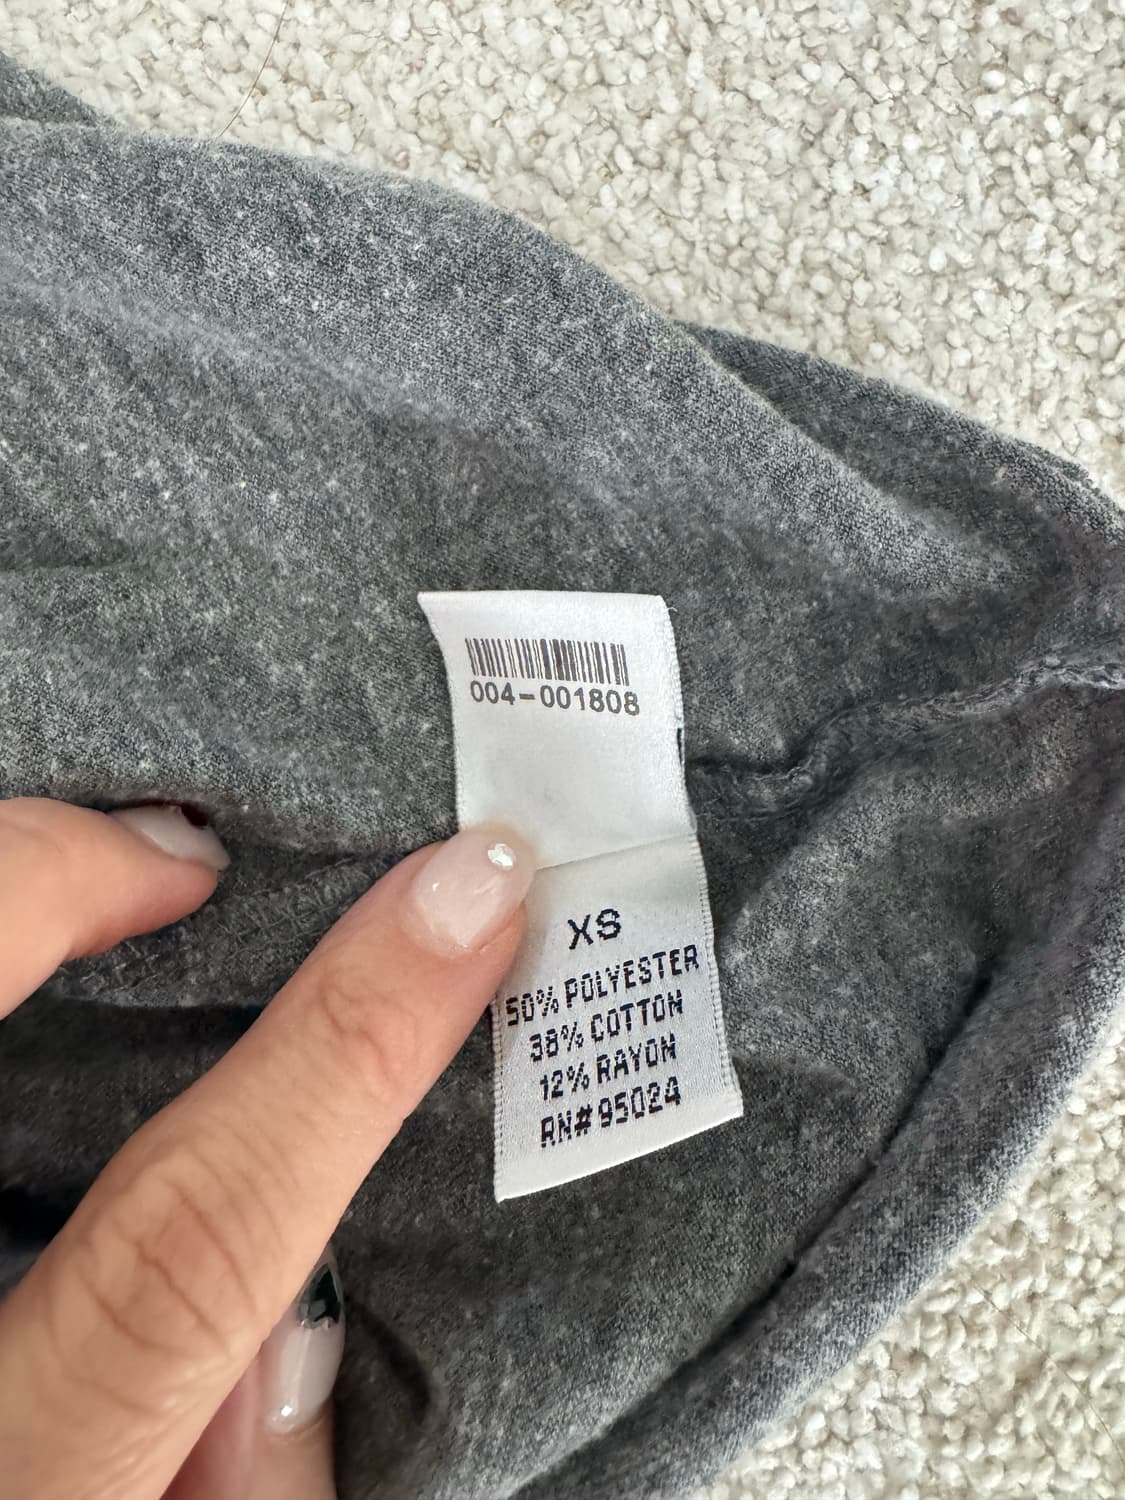 004-001808
XS
50% POLYESTER
38% COTTON
12% RAYON
RN# 95024